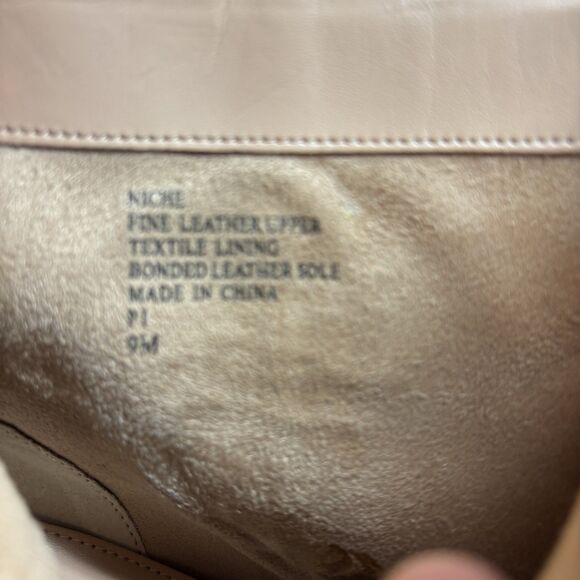 NICHE
FINE LEATHER UPPER
TEXTILE LINING
BONDED LEATHER SOLE
MADE IN CHINA
P1
9M